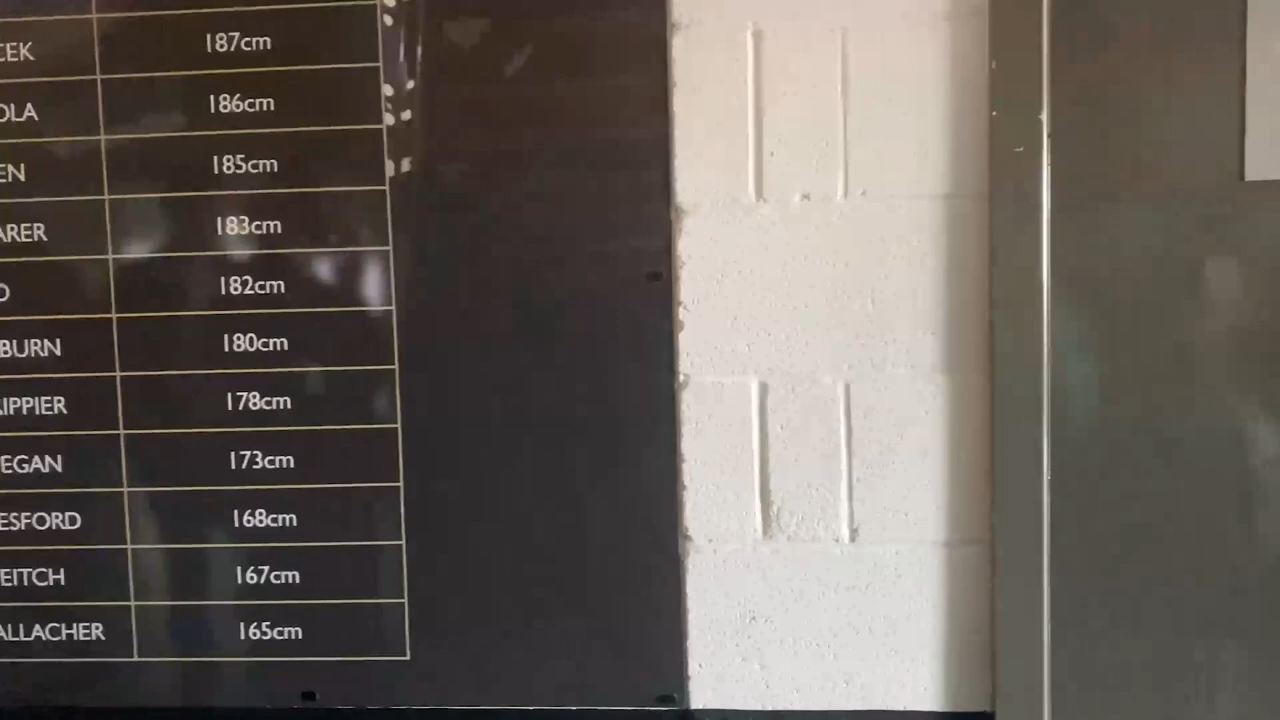 CEK 187cm
OLA 186cm
EN 185cm
ARER 183cm
O 182cm
BURN 180cm
IPPIER 178cm
EGAN 173cm
ESFORD 168cm
EITCH 167cm
ALLACHER 165cm